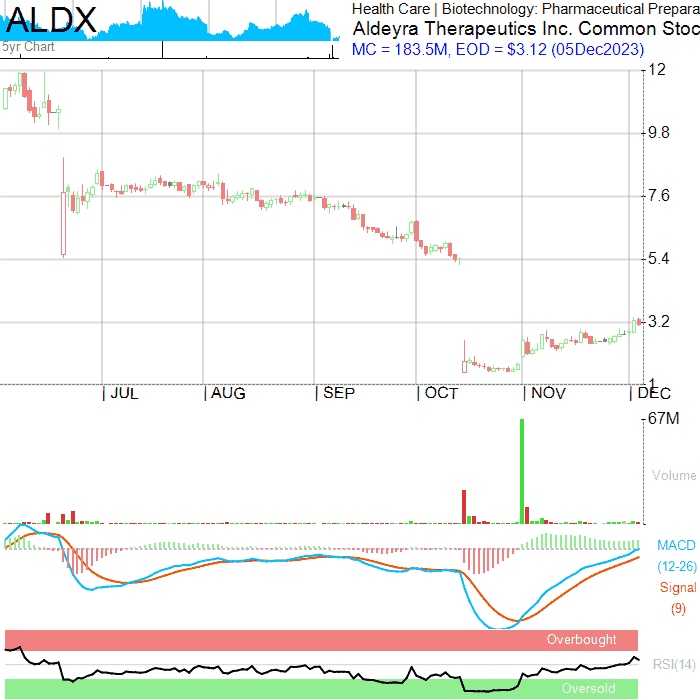 ALDX
5yr Chart
Health Care | Biotechnology: Pharmaceutical Prepara
Aldeyra Therapeutics Inc. Common Stoc
MC = 183.5M, EOD = $3.12 (05Dec2023)
12
9.8
7.6
5.4
3.2
1
JUL AUG SEP OCT NOV DEC
67M
Volume
MACD
(12-26)
Signal
(9)
Overbought
RSI(14)
Oversold